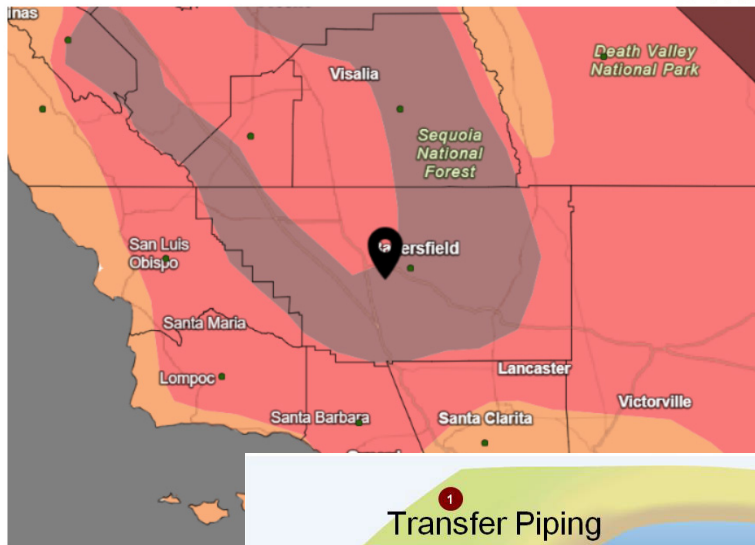 inas
Visalia
Death Valley
National Park
Sequoia
National
Forest
ersfield
San Luis
Obispo
Santa Maria
Lancaster
Lompoc
Victorville
Santa Barbara
Santa Clarita
1
Transfer Piping